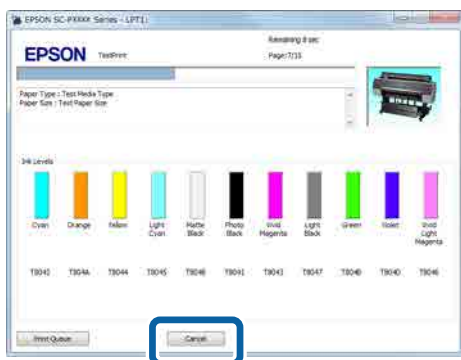 EPSON SC-PXXXX Series - LPT1:
EPSON TestPrint
Remaining 8 sec
Page:7/15
Paper Type : Test Media Type
Paper Size : Test Paper Size
Ink Levels
Cyan Orange Yellow Light Cyan Matte Black Photo Black Vivid Magenta Light Black Green Violet Vivid Light Magenta
T8042 T804A T8044 T8045 T8048 T8041 T8043 T8047 T804B T804D T8046
Print Queue Cancel